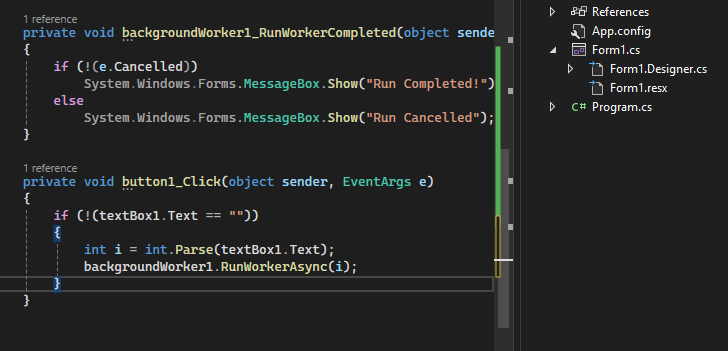 1 reference
private void backgroundWorker1_RunWorkerCompleted(object sende
{
if (!(e.Cancelled))
System.Windows.Forms.MessageBox.Show("Run Completed!")
else
System.Windows.Forms.MessageBox.Show("Run Cancelled");
}
1 reference
private void button1_Click(object sender, EventArgs e)
{
if (!(textBox1.Text == ""))
{
int i = int.Parse(textBox1.Text);
backgroundWorker1.RunWorkerAsync(i);
}
}
References
App.config
Form1.cs
Form1.Designer.cs
Form1.resx
C# Program.cs